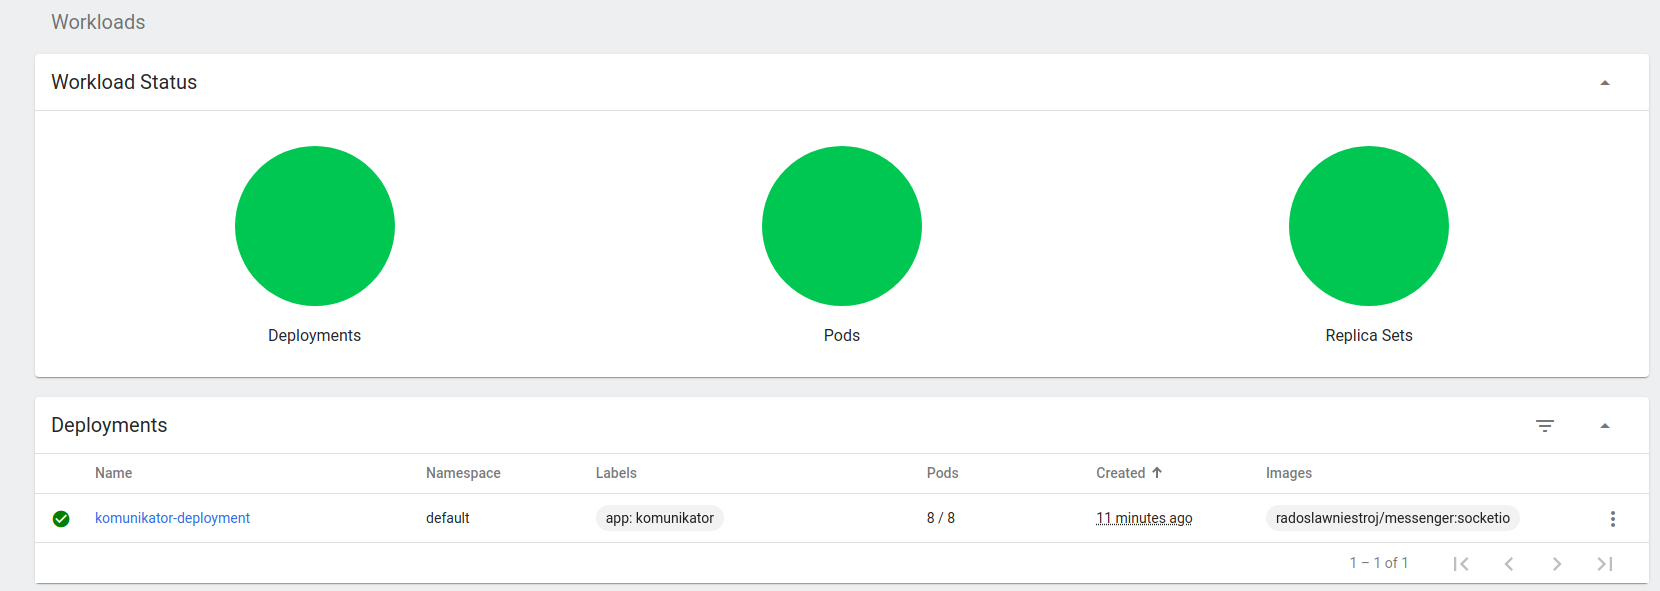 Workloads
Workload Status
Deployments Pods Replica Sets
Deployments
Name Namespace Labels Pods Created Images
komunikator-deployment default app: komunikator 8 / 8 11 minutes ago radoslawniestroj/messenger:socketio
1 – 1 of 1